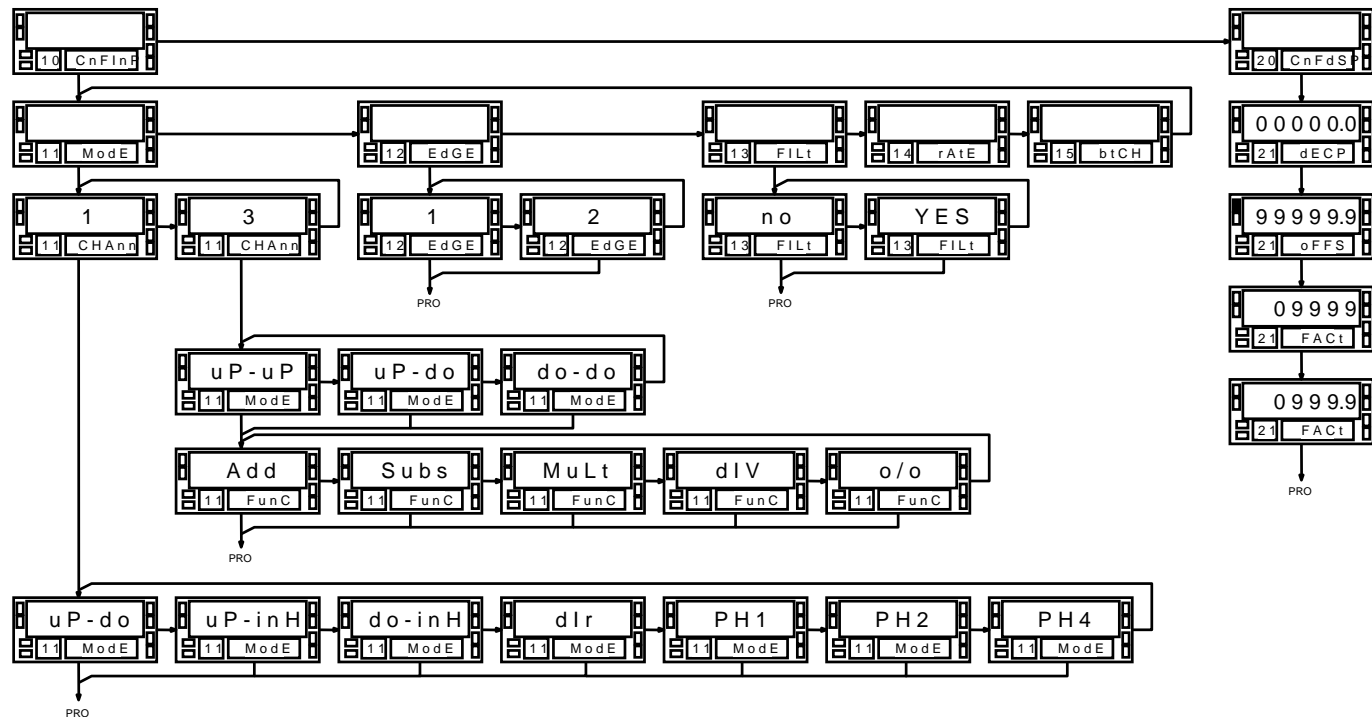 10 CnFInP
20 CnFdSP
11 ModE
12 EdGE
13 FILt
14 rAtE
15 btCH
00000.0
21 dECP
1
11 CHAnn
3
11 CHAnn
1
12 EdGE
2
12 EdGE
no
13 FILt
YES
13 FILt
99999.9
21 oFFS
PRO
PRO
09999
21 FACt
uP-uP
11 ModE
uP-do
11 ModE
do-do
11 ModE
0999.9
21 FACt
Add
11 FunC
Subs
11 FunC
MuLt
11 FunC
dIV
11 FunC
o/o
11 FunC
PRO
PRO
uP-do
11 ModE
uP-inH
11 ModE
do-inH
11 ModE
dIr
11 ModE
PH1
11 ModE
PH2
11 ModE
PH4
11 ModE
PRO